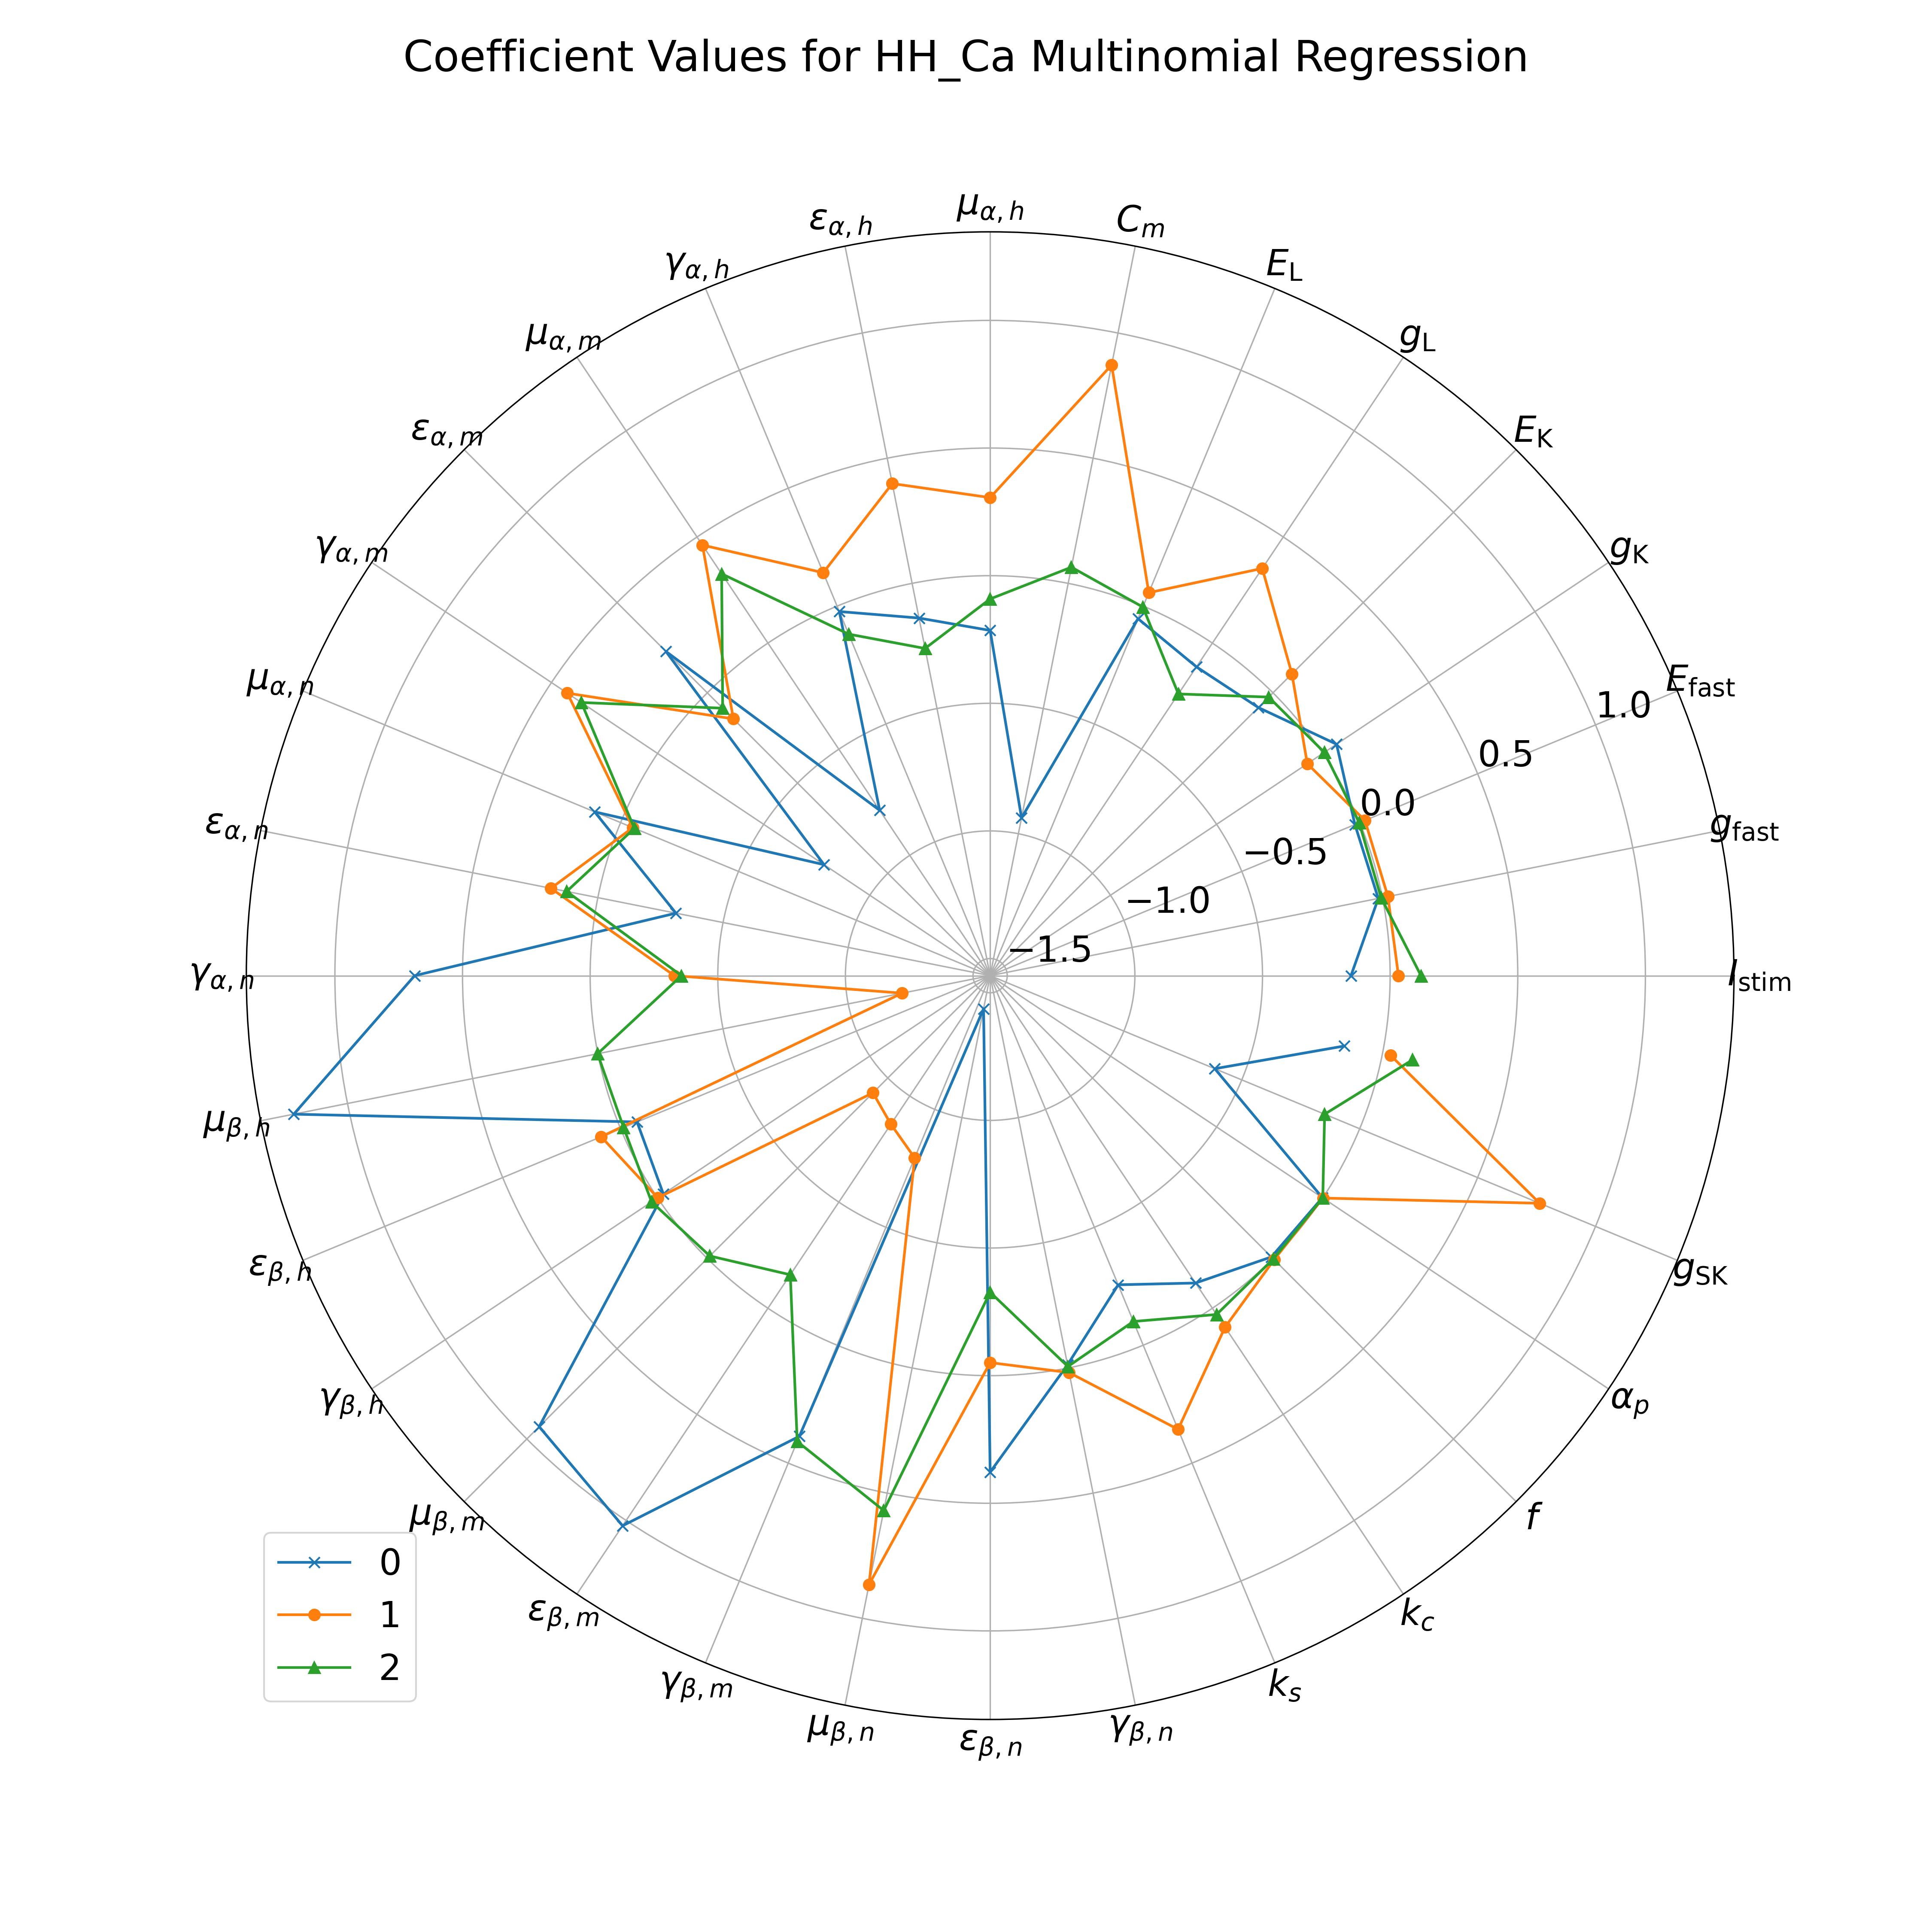 Coefficient Values for HH_Ca Multinomial Regression
μα, h
εα, h
Cm
γα, h
EL
μα, m
gL
εα, m
EK
γα, m
gK
μα, n
Efast
1.0
0.5
0.0
εα, n
gfast
−0.5
−1.0
−1.5
γα, n
Istim
μβ, h
εβ, h
gSK
γβ, h
αp
μβ, m
f
0
1
2
εβ, m
kc
γβ, m
ks
μβ, n
εβ, n
γβ, n